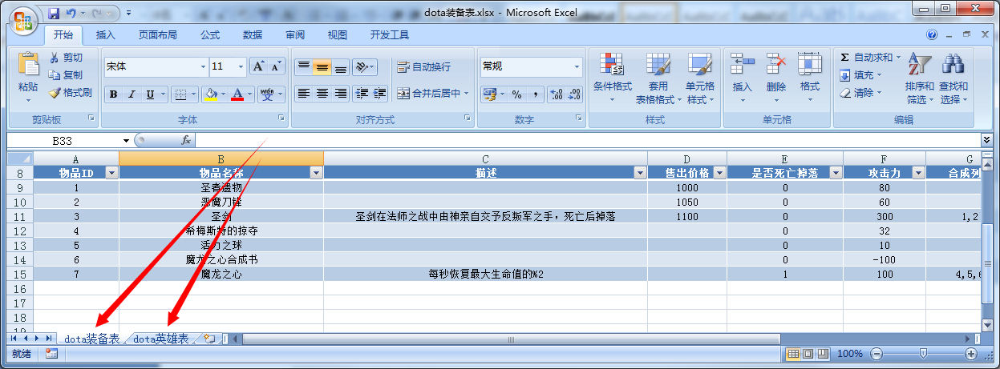 dota装备表.xlsx - Microsoft Excel
开始 插入 页面布局 公式 数据 审阅 视图 开发工具
粘贴 剪切 复制 格式刷 剪贴板
宋体 11 B I U A A A wén 文 字体
自动换行 合并后居中 对齐方式
常规 % , .0 .00 .00 .0 数字
条件格式 套用 表格格式 单元格 样式 样式
插入 删除 格式 单元格
Σ 自动求和 填充 清除 排序和 筛选 查找和 选择 编辑
B33 fx
A B C D E F G
8 物品ID 物品名称 描述 售出价格 是否死亡掉落 攻击力 合成列
9 1 圣者遗物 1000 0 80
10 2 恶魔刀锋 1050 0 60
11 3 圣剑 圣剑在法师之战中由神亲自交予反叛军之手，死亡后掉落 1100 0 300 1,2
12 4 希梅斯特的掠夺 0 32
13 5 活力之球 0 10
14 6 魔龙之心合成书 0 -100
15 7 魔龙之心 每秒恢复最大生命值的%2 1 100 4,5,6
16
17
18
dota装备表 dota英雄表
就绪 100%